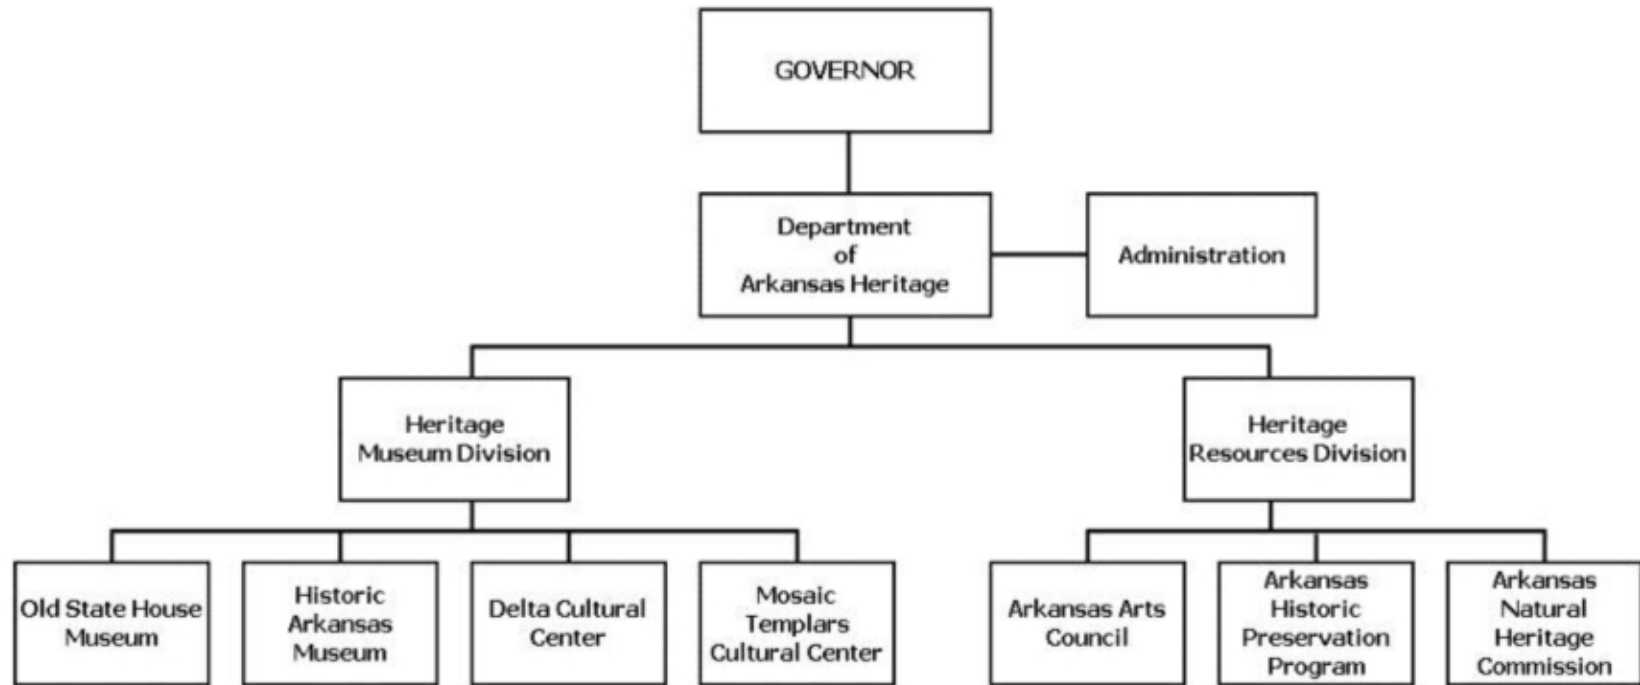 GOVERNOR
Department
of
Arkansas Heritage
Administration
Heritage
Museum Division
Heritage
Resources Division
Old State House
Museum
Historic
Arkansas
Museum
Delta Cultural
Center
Mosaic
Templars
Cultural Center
Arkansas Arts
Council
Arkansas
Historic
Preservation
Program
Arkansas
Natural
Heritage
Commission